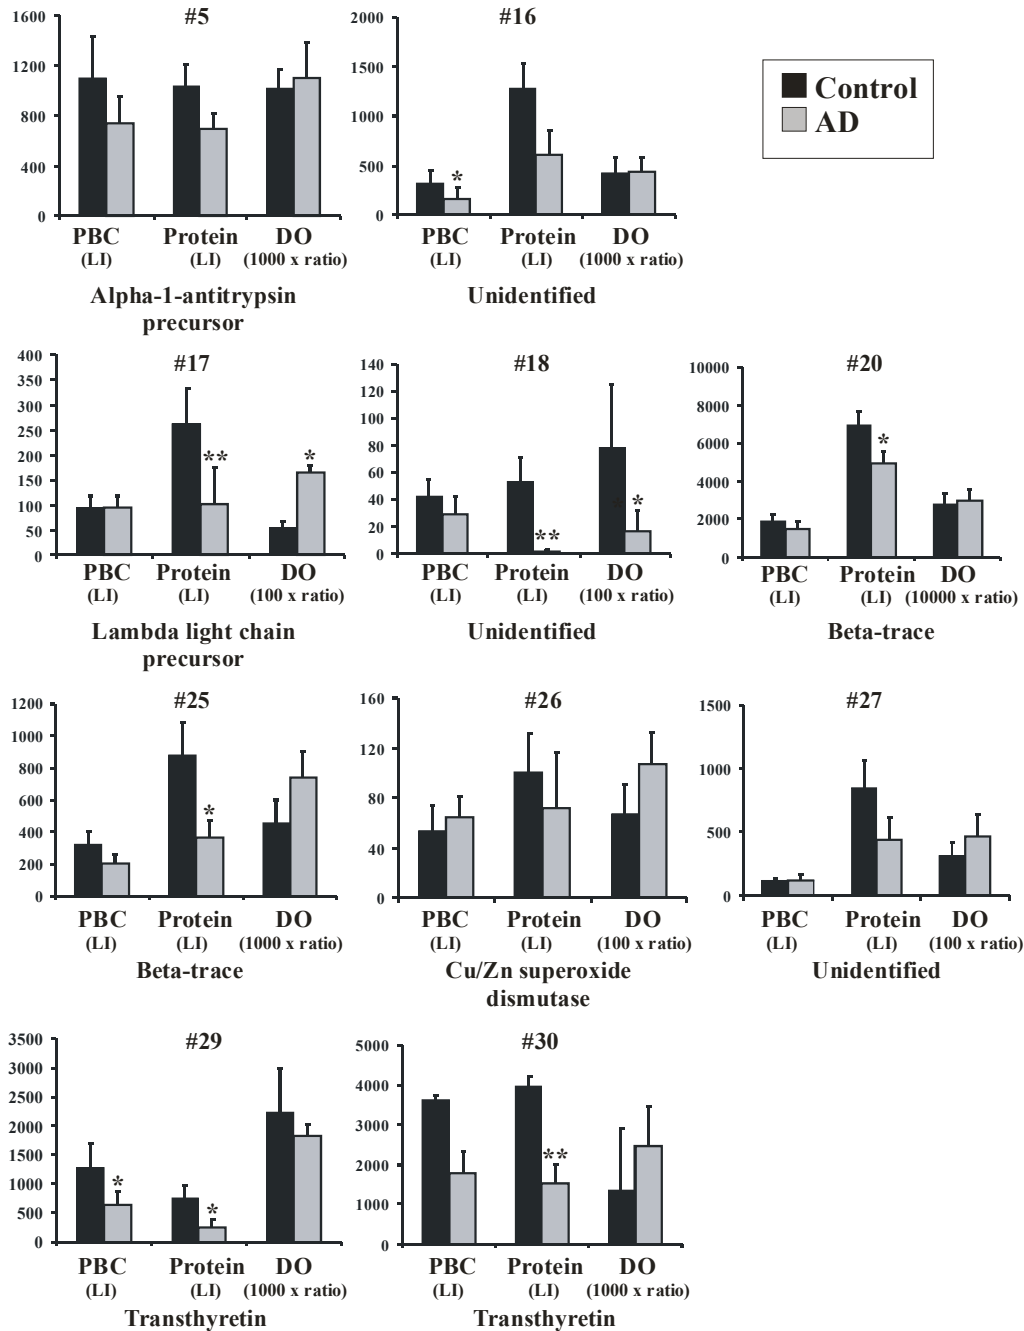 #5
1600
1200
800
400
0
PBC Protein DO
(LI) (LI) (1000 x ratio)
Alpha-1-antitrypsin
precursor
#16
2000
1500
1000
500
0
*
PBC Protein DO
(LI) (LI) (1000 x ratio)
Unidentified
Control
AD
#17
400
350
300
250
200
150
100
50
0
** *
PBC Protein DO
(LI) (LI) (100 x ratio)
Lambda light chain
precursor
#18
140
120
100
80
60
40
20
0
** *
PBC Protein DO
(LI) (LI) (100 x ratio)
Unidentified
#20
10000
8000
6000
4000
2000
0
*
PBC Protein DO
(LI) (LI) (10000 x ratio)
Beta-trace
#25
1200
1000
800
600
400
200
0
*
PBC Protein DO
(LI) (LI) (1000 x ratio)
Beta-trace
#26
160
120
80
40
0
PBC Protein DO
(LI) (LI) (100 x ratio)
Cu/Zn superoxide
dismutase
#27
1500
1000
500
0
PBC Protein DO
(LI) (LI) (100 x ratio)
Unidentified
#29
3500
3000
2500
2000
1500
1000
500
0
* *
PBC Protein DO
(LI) (LI) (1000 x ratio)
Transthyretin
#30
5000
4000
3000
2000
1000
0
**
PBC Protein DO
(LI) (LI) (1000 x ratio)
Transthyretin